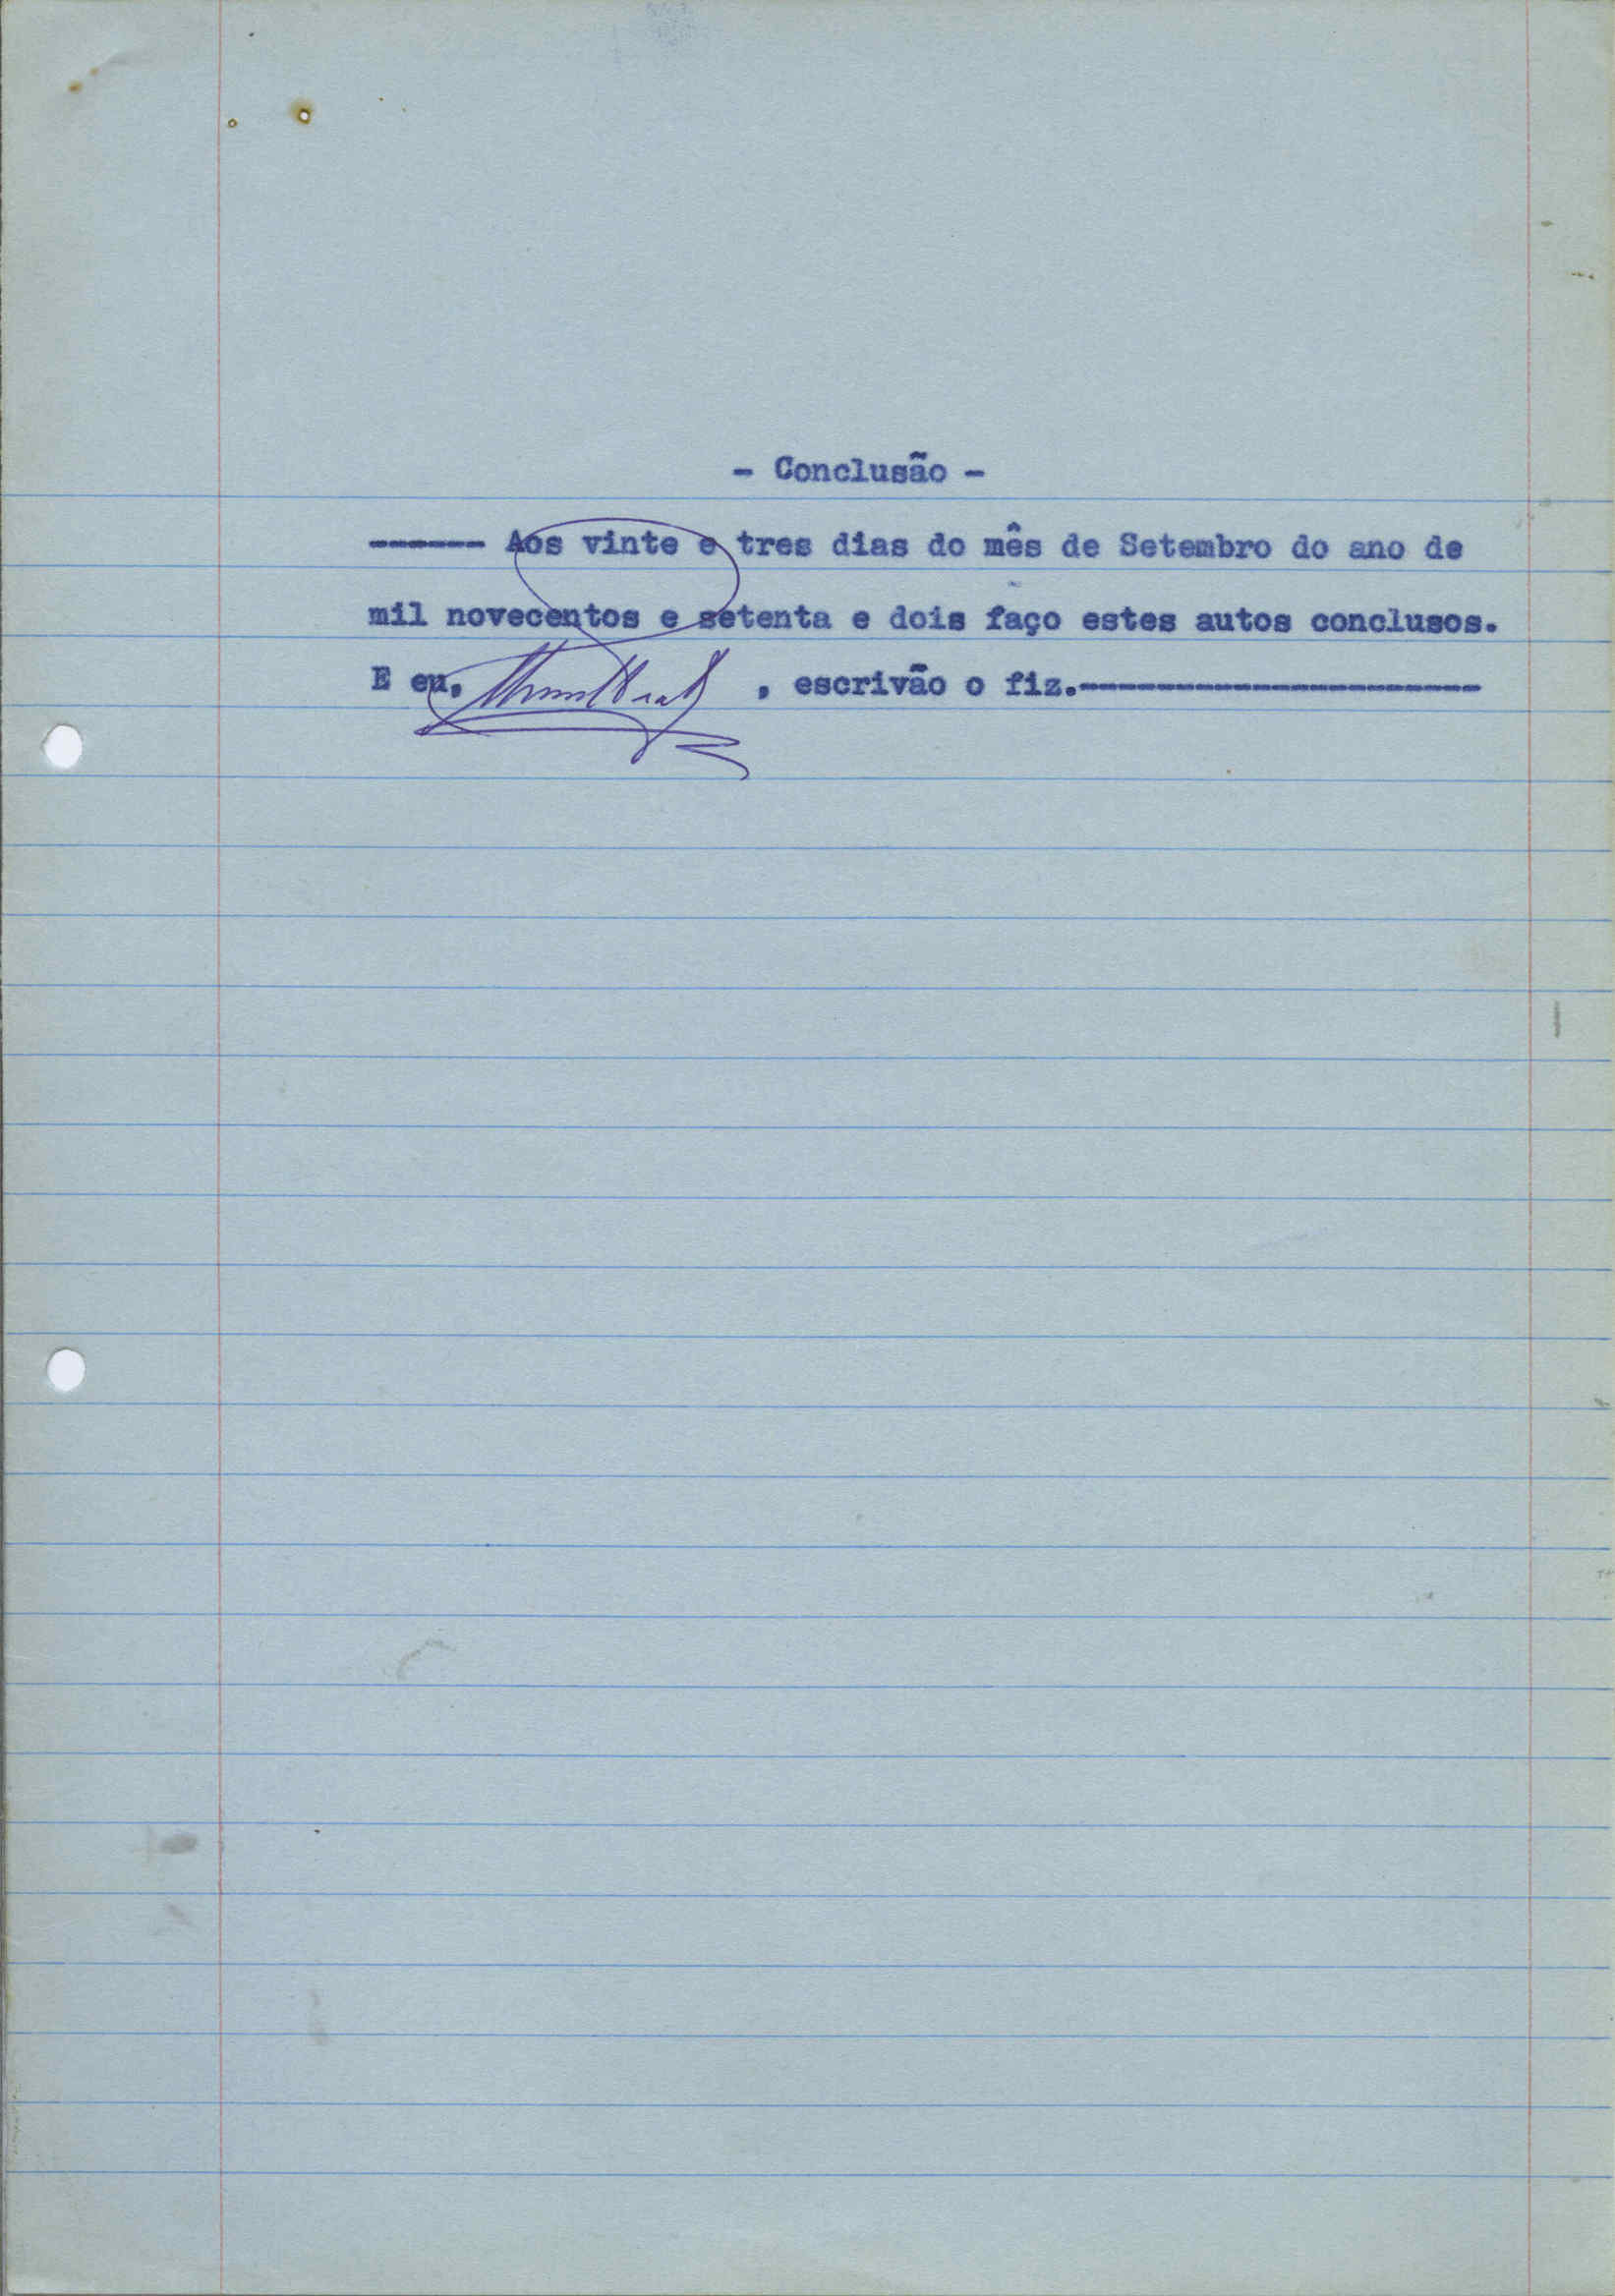 - Conclusão -
------ Aos vinte e tres dias do mês de Setembro do ano de
mil novecentos e setenta e dois faço estes autos conclusos.
E eu, , escrivão o fiz.---------------------